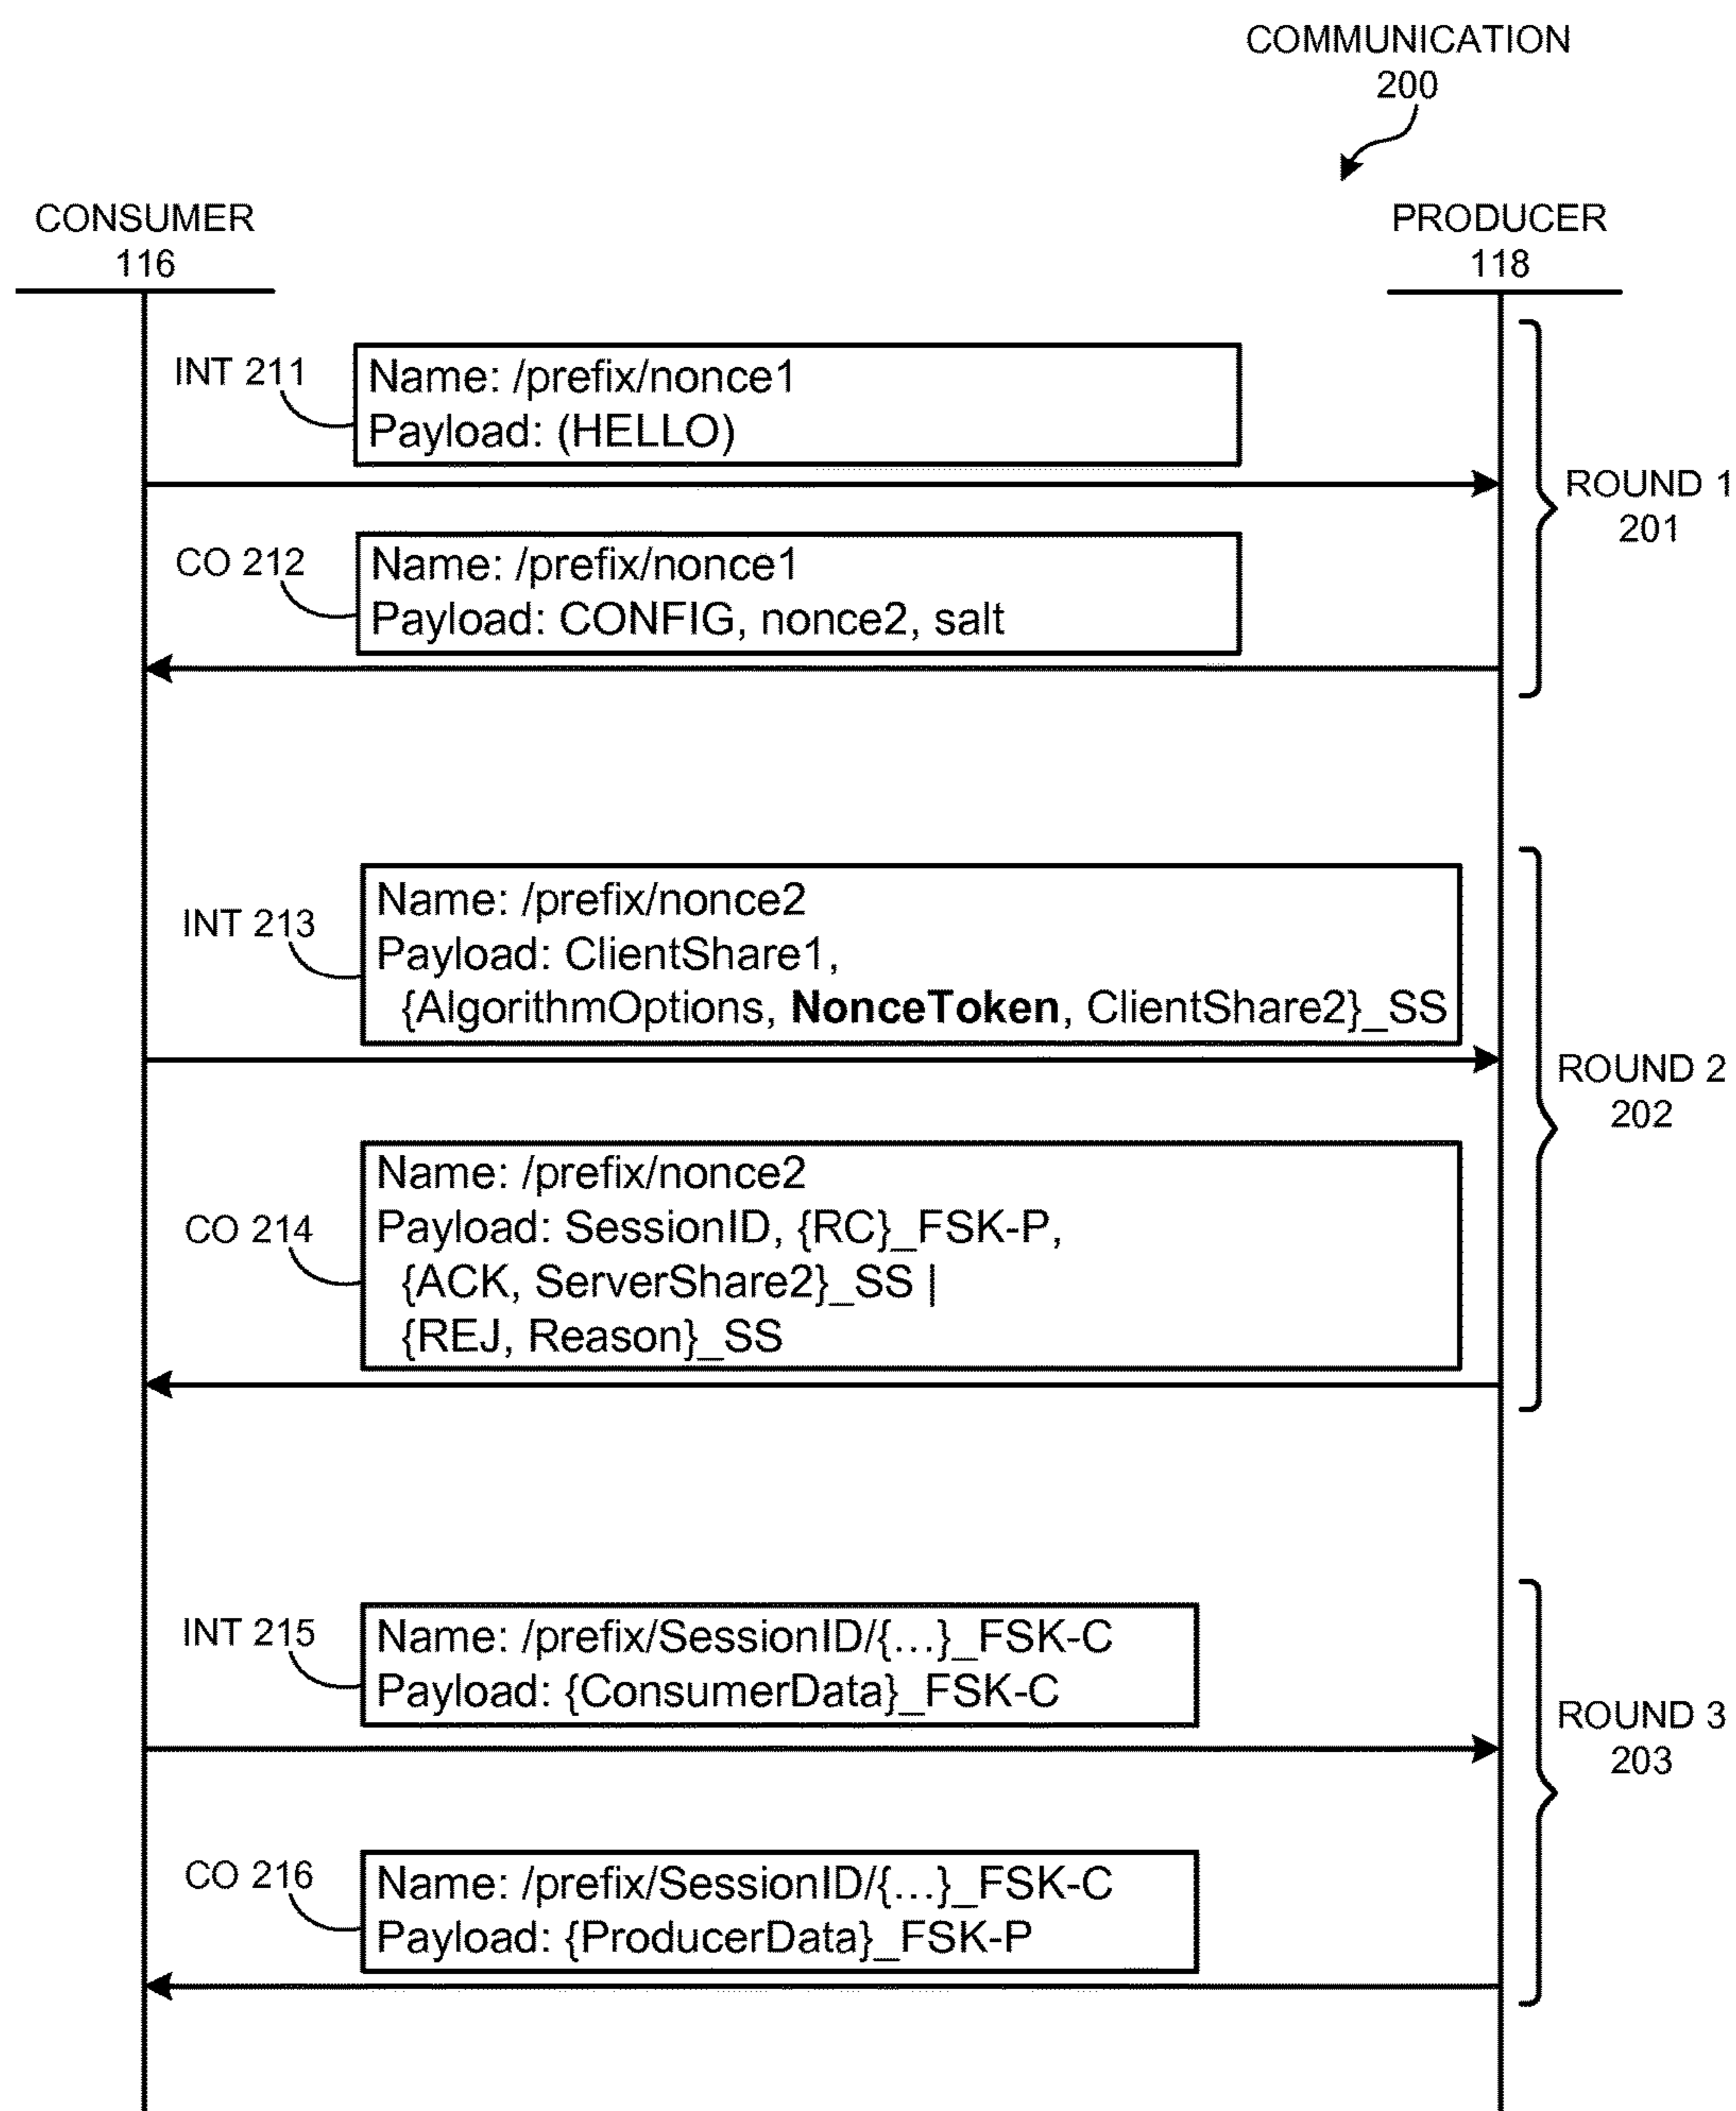 COMMUNICATION
200
CONSUMER
116
PRODUCER
118
INT 211
Name: /prefix/nonce1
Payload: (HELLO)
ROUND 1
201
CO 212
Name: /prefix/nonce1
Payload: CONFIG, nonce2, salt
INT 213
Name: /prefix/nonce2
Payload: ClientShare1,
{AlgorithmOptions, NonceToken, ClientShare2}_SS
ROUND 2
202
CO 214
Name: /prefix/nonce2
Payload: SessionID, {RC}_FSK-P,
{ACK, ServerShare2}_SS |
{REJ, Reason}_SS
INT 215
Name: /prefix/SessionID/{...}_FSK-C
Payload: {ConsumerData}_FSK-C
ROUND 3
203
CO 216
Name: /prefix/SessionID/{...}_FSK-C
Payload: {ProducerData}_FSK-P